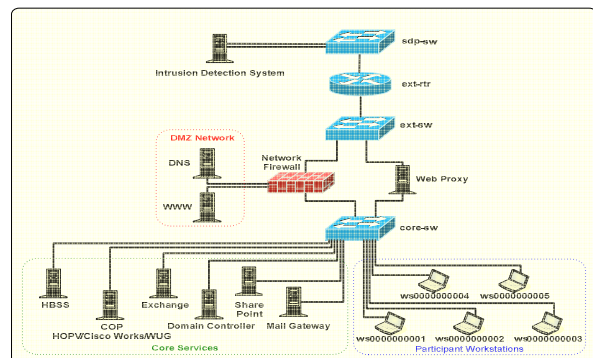 sdp-sw
Intrusion Detection System
ext-rtr
ext-sw
DMZ Network
DNS
Network
Firewall
Web Proxy
WWW
core-sw
HBSS
COP
HOPV/Cisco Works/WUG
Exchange
Domain Controller
Share
Point
Mail Gateway
Core Services
ws0000000004
ws0000000005
ws0000000001
ws0000000002
ws0000000003
Participant Workstations